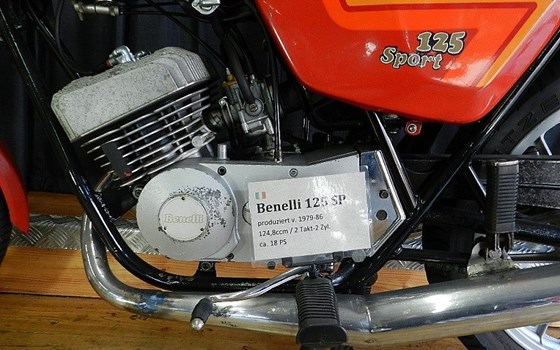 125
Sport
Benelli 125 SP
produziert v. 1979-86
124,8ccm / 2 Takt-2 Zyl.
ca. 18 PS
Benelli